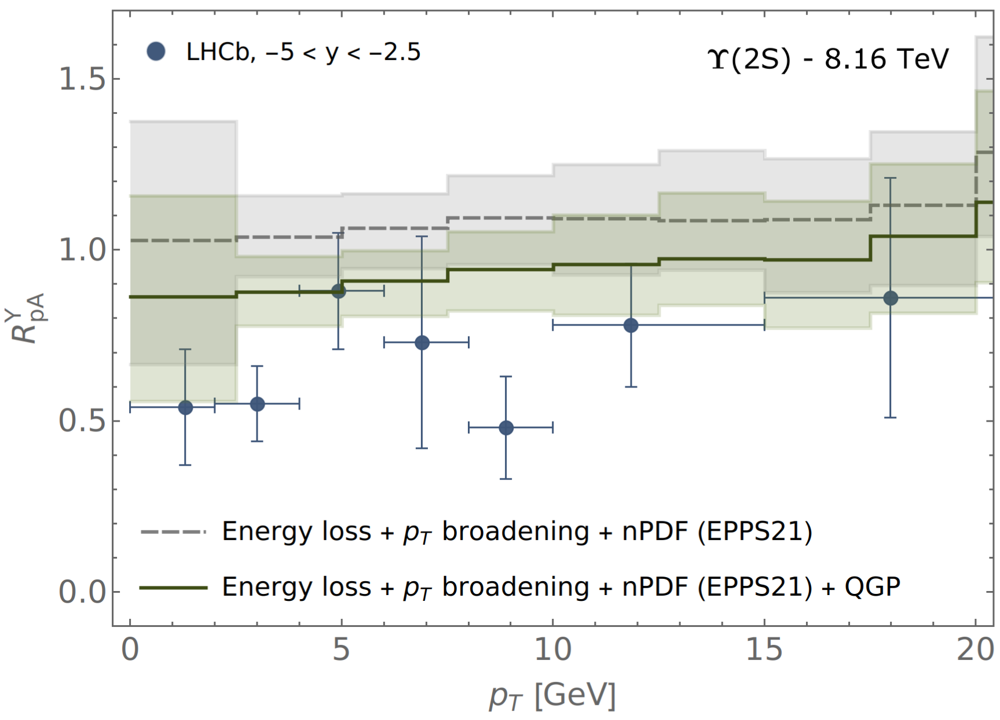 LHCb, −5 < y < −2.5
ϒ(2S) - 8.16 TeV
1.5
1.0
0.5
0.0
R^Y_pA
Energy loss + p_T broadening + nPDF (EPPS21)
Energy loss + p_T broadening + nPDF (EPPS21) + QGP
0 5 10 15 20
p_T [GeV]